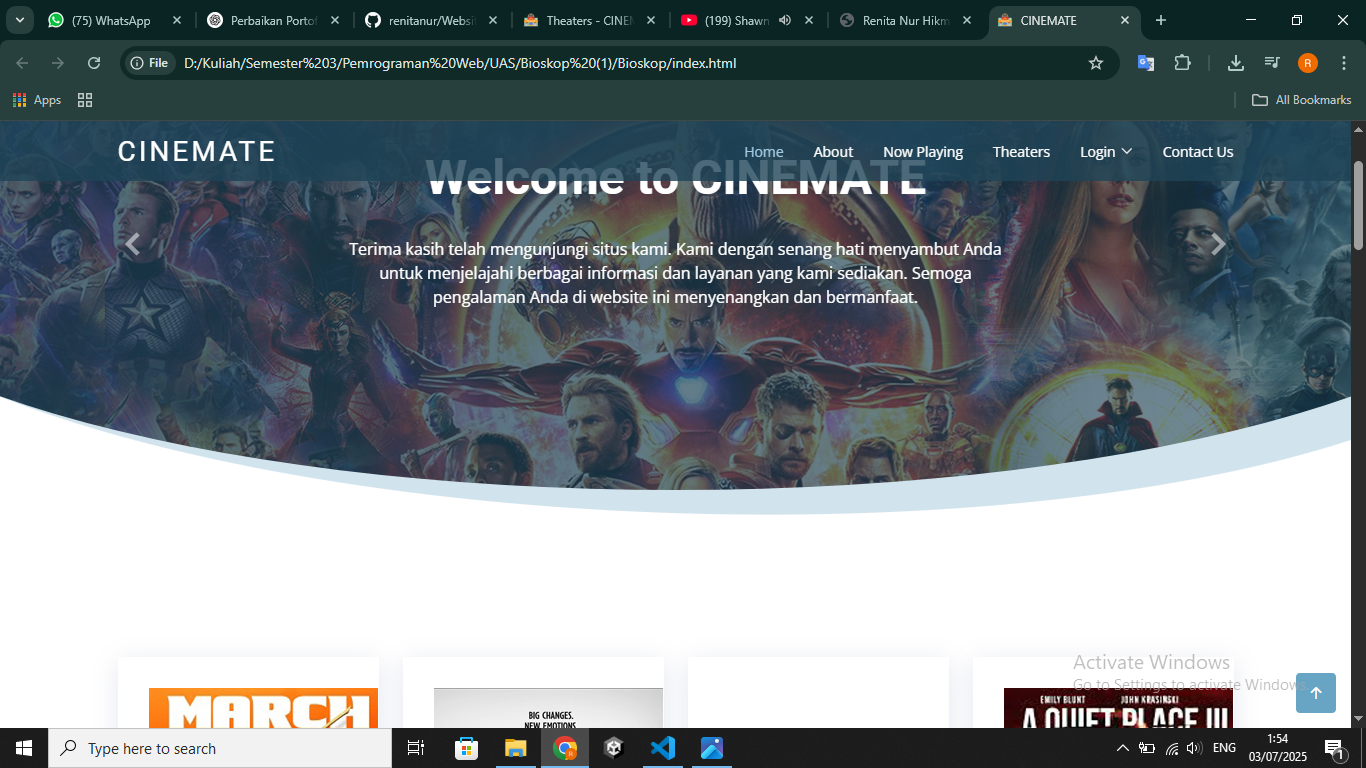 (75) WhatsApp
Perbaikan Portof
renitanur/Websit
Theaters - CINEM
(199) Shawn
Renita Nur Hikm
CINEMATE
File
D:/Kuliah/Semester%203/Pemrograman%20Web/UAS/Bioskop%20(1)/Bioskop/index.html
R
Apps
All Bookmarks
CINEMATE
Home
About
Now Playing
Theaters
Login
Contact Us
Welcome to CINEMATE
Terima kasih telah mengunjungi situs kami. Kami dengan senang hati menyambut Anda
untuk menjelajahi berbagai informasi dan layanan yang kami sediakan. Semoga
pengalaman Anda di website ini menyenangkan dan bermanfaat.
MARCH
BIG CHANGES.
NEW EMOTIONS.
EMILY BLUNT JOHN KRASINSKI
A QUIET PLACE III
Activate Windows
Go to Settings to activate Windows.
Type here to search
ENG
1:54
03/07/2025
1